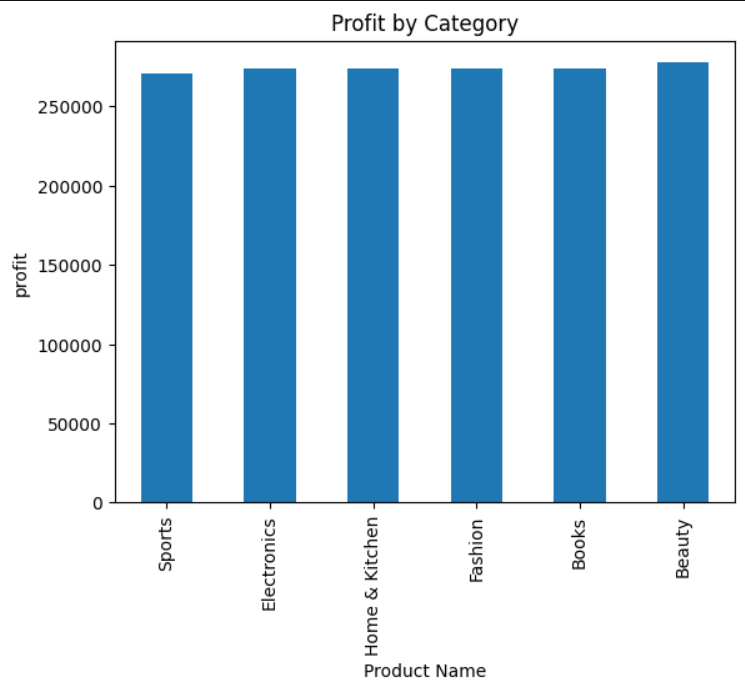 Profit by Category
250000
200000
150000
100000
50000
0
profit
Sports
Electronics
Home & Kitchen
Fashion
Books
Beauty
Product Name